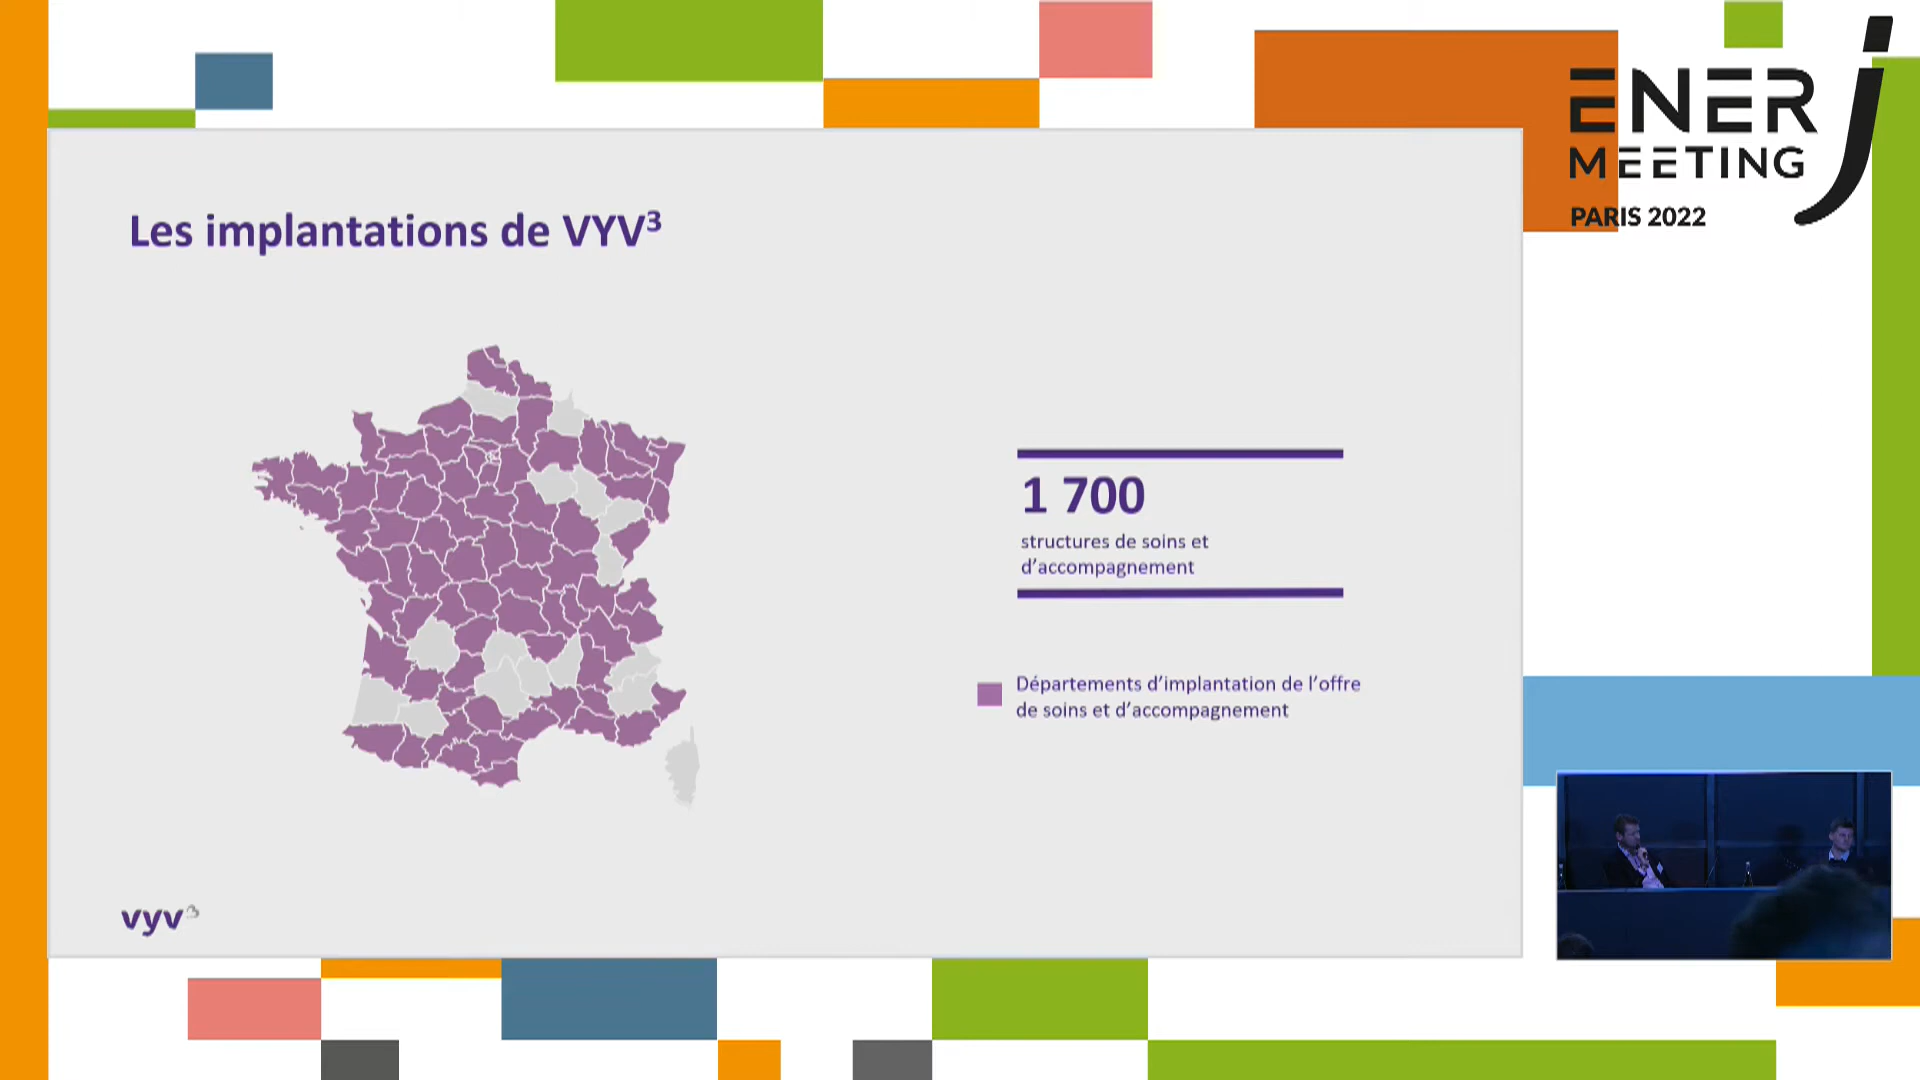 ENER J
MEETING
PARIS 2022
Les implantations de VYV³
1 700
structures de soins et
d'accompagnement
Départements d'implantation de l'offre
de soins et d'accompagnement
vyv3